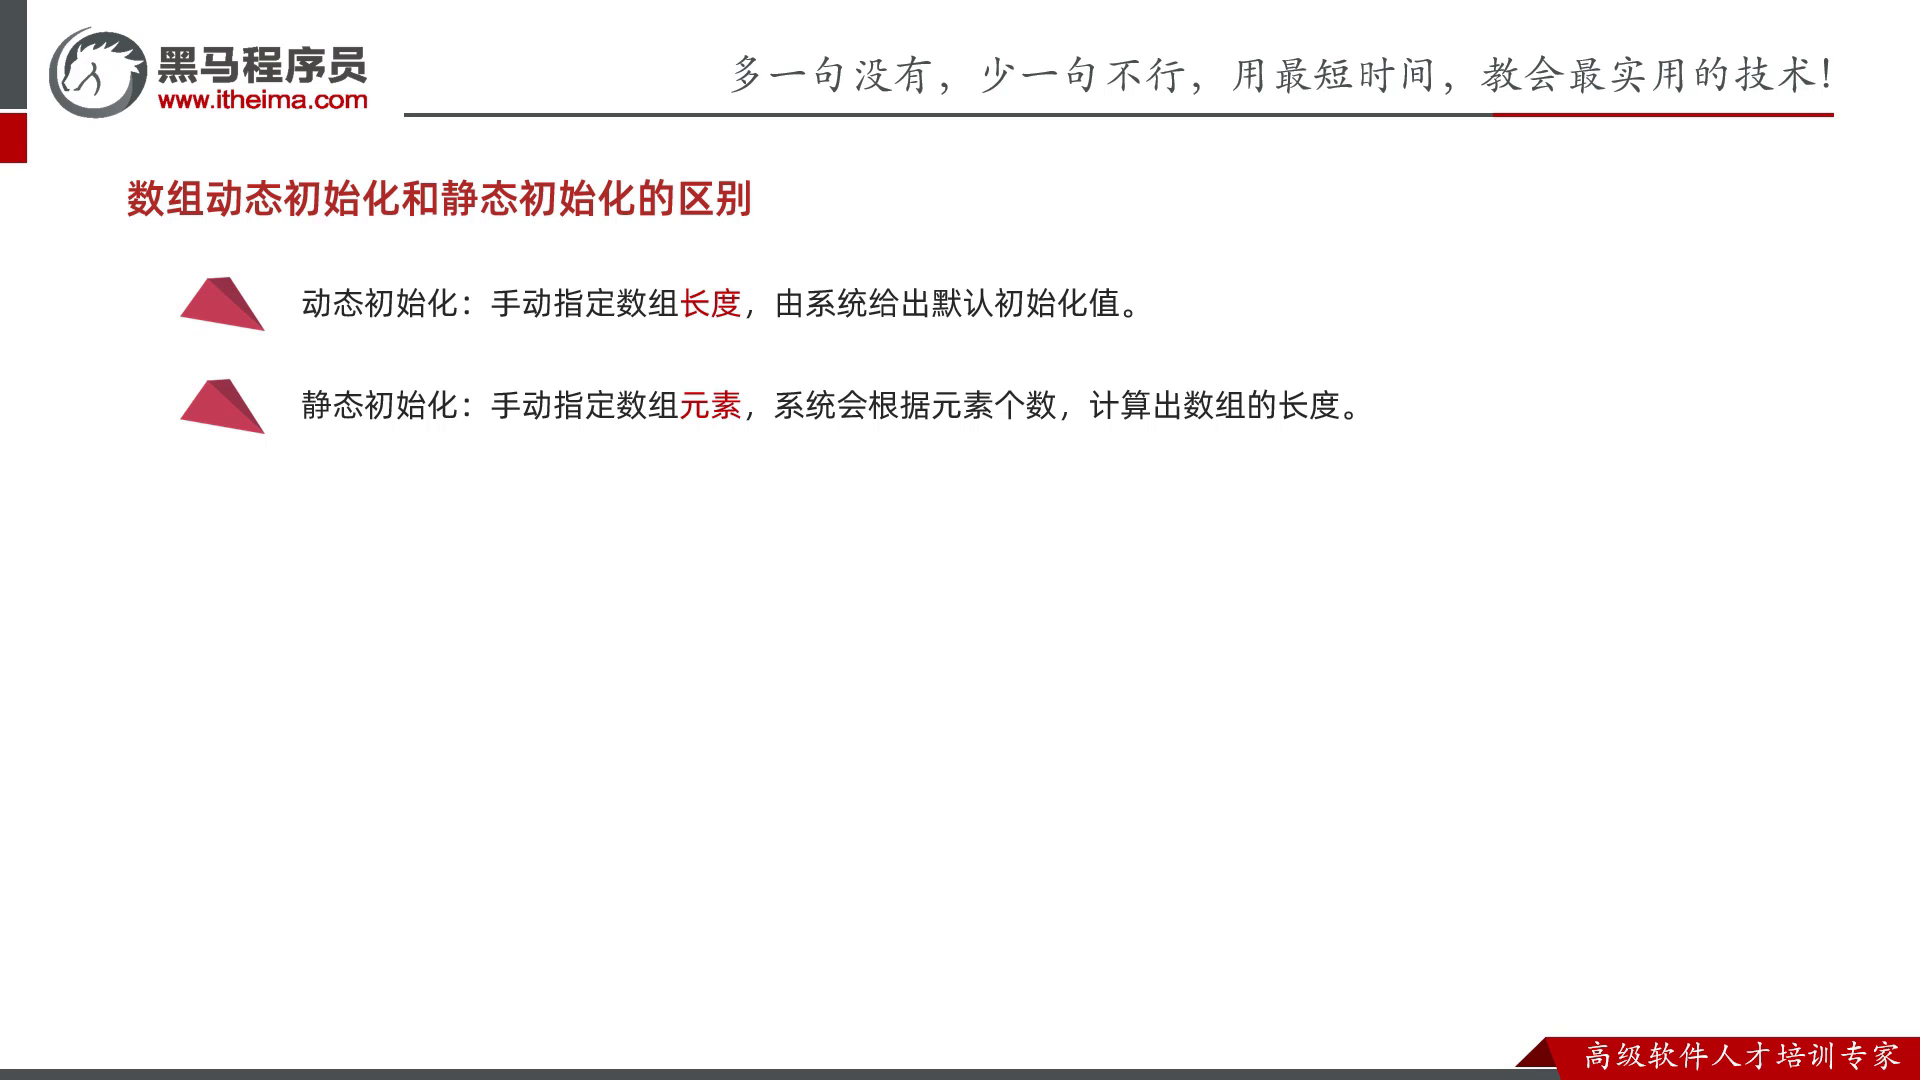 黑马程序员
www.itheima.com
多一句没有，少一句不行，用最短时间，教会最实用的技术！
数组动态初始化和静态初始化的区别
动态初始化：手动指定数组长度，由系统给出默认初始化值。
静态初始化：手动指定数组元素，系统会根据元素个数，计算出数组的长度。
高级软件人才培训专家